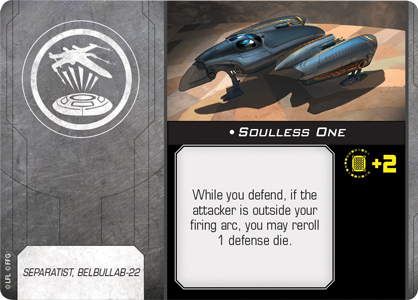 • SOULLESS ONE
+2
While you defend, if the
attacker is outside your
firing arc, you may reroll
1 defense die.
SEPARATIST, BELBULLAB-22
© LFL © FFG